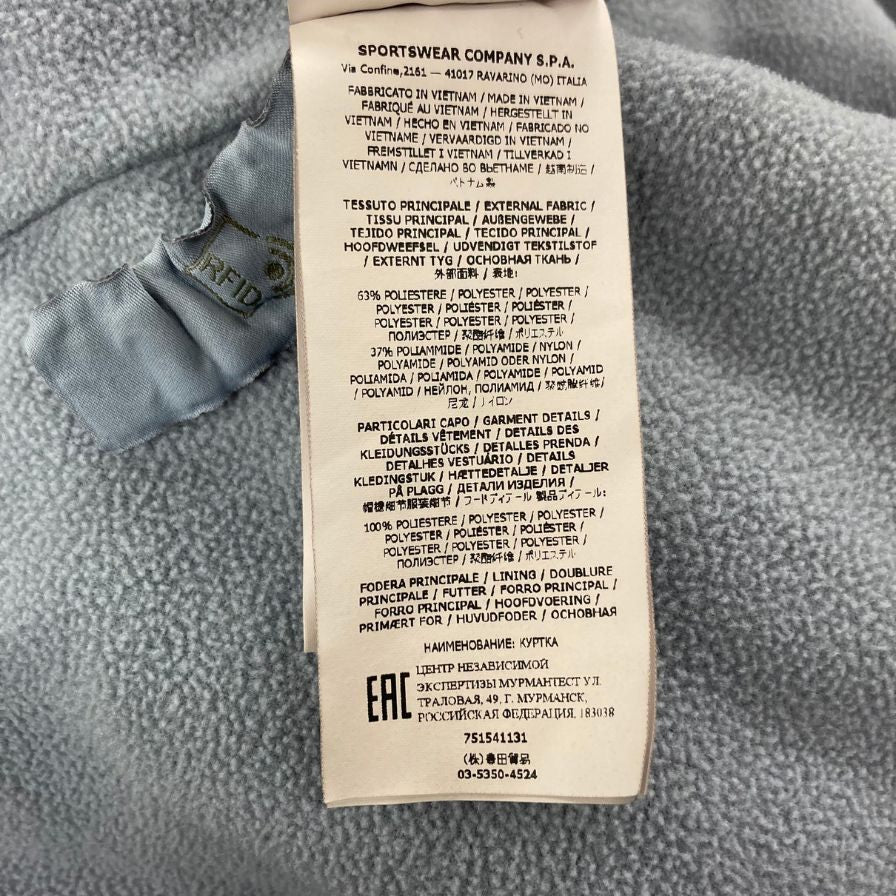 SPORTSWEAR COMPANY S.P.A.
Via Confine,2161 — 41017 RAVARINO (MO) ITALIA
FABBRICATO IN VIETNAM / MADE IN VIETNAM /
FABRIQUÉ AU VIETNAM / HERGESTELLT IN
VIETNAM / HECHO EN VIETNAM / FABRICADO NO
VIETNAME / VERVAARDIGD IN VIETNAM /
FREMSTILLET I VIETNAM / TILLVERKAD I
VIETNAMN / СДЕЛАНО ВО ВЬЕТНАМЕ / 越南制造 /
ベトナム製
TESSUTO PRINCIPALE / EXTERNAL FABRIC /
TISSU PRINCIPAL / AUßENGEWEBE /
TEJIDO PRINCIPAL / TECIDO PRINCIPAL /
HOOFDWEEFSEL / UDVENDIGT TEKSTILSTOF
/ EXTERNT TYG / ОСНОВНАЯ ТКАНЬ /
外部面料 / 表地:
63% POLIESTERE / POLYESTER / POLYESTER /
POLYESTER / POLIÉSTER / POLIÉSTER /
POLYESTER / POLYESTER / POLYESTER /
ПОЛИЭСТЕР / 聚酯纤维 / ポリエステル
37% POLIAMMIDE / POLYAMIDE / NYLON /
POLYAMIDE / POLYAMID ODER NYLON /
POLIAMIDA / POLIAMIDA / POLYAMIDE / POLYAMID
/ POLYAMID / НЕЙЛОН, ПОЛИАМИД / 聚酰胺纤维/
尼龙 / ナイロン
PARTICOLARI CAPO / GARMENT DETAILS /
DÉTAILS VÊTEMENT / DETAILS DES
KLEIDUNGSSTÜCKS / DETALLES PRENDA /
DETALHES VESTUÁRIO / DETAILS
KLEDINGSTUK / HÆTTEDETALJE / DETALJER
PÅ PLAGG / ДЕТАЛИ ИЗДЕЛИЯ /
帽檐细节服装细节 / フードディテール 製品ディテール:
100% POLIESTERE / POLYESTER / POLYESTER /
POLYESTER / POLYESTER / POLIÉSTER /
POLYESTER / POLYESTER / POLYESTER /
ПОЛИЭСТЕР / 聚酯纤维 / ポリエステル
FODERA PRINCIPALE / LINING / DOUBLURE
PRINCIPALE / FUTTER / FORRO PRINCIPAL /
FORRO PRINCIPAL / HOOFDVOERING /
PRIMÆRT FOR / HUVUDFODER / ОСНОВНАЯ
НАИМЕНОВАНИЕ: КУРТКА
EAC
ЦЕНТР НЕЗАВИСИМОЙ
ЭКСПЕРТИЗЫ МУРМАНТЕСТ УЛ.
ТРАЛОВАЯ, 49, Г. МУРМАНСК,
РОССИЙСКАЯ ФЕДЕРАЦИЯ, 183038
751541131
(株) 豊田貿易
03-5350-4524
RFID